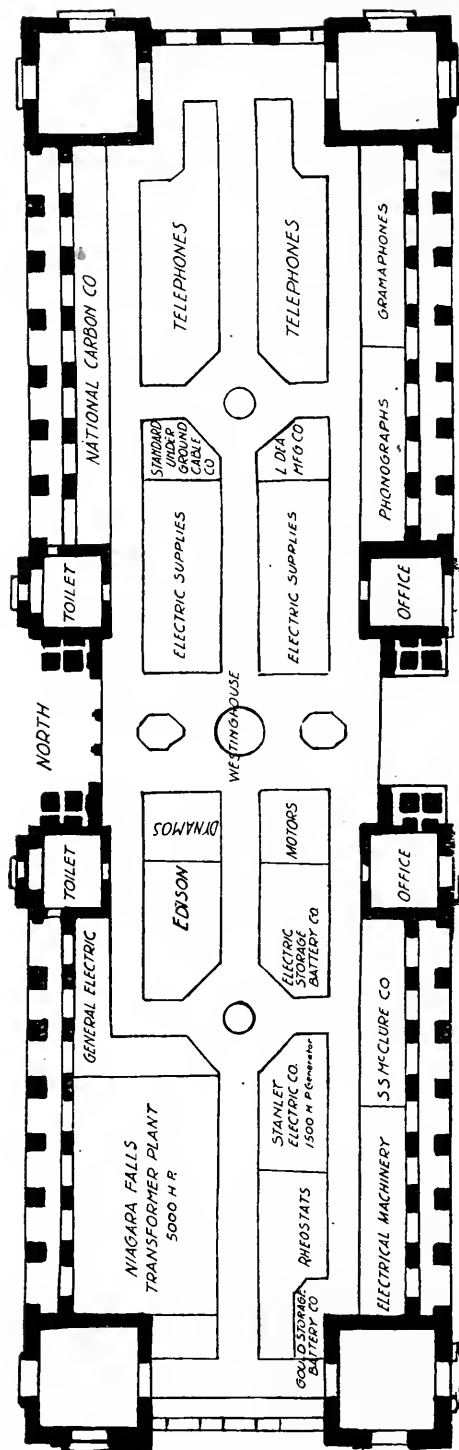 NATIONAL CARBON CO
TELEPHONES
TELEPHONES
GRAMAPHONES
PHONOGRAPHS
STANDARD
UNDER
GROUND
CABLE
CO
L DEA
MFG CO
TOILET
ELECTRIC SUPPLIES
ELECTRIC SUPPLIES
OFFICE
NORTH
WESTINGHOUSE
TOILET
DYNAMOS
EDISON
MOTORS
ELECTRIC
STORAGE
BATTERY CO.
OFFICE
GENERAL ELECTRIC
NIAGARA FALLS
TRANSFORMER PLANT
5000 H P.
STANLEY
ELECTRIC CO.
1500 H P Generator
RHEOSTATS
GOULD STORAGE
BATTERY CO
S S McCLURE CO
ELECTRICAL MACHINERY